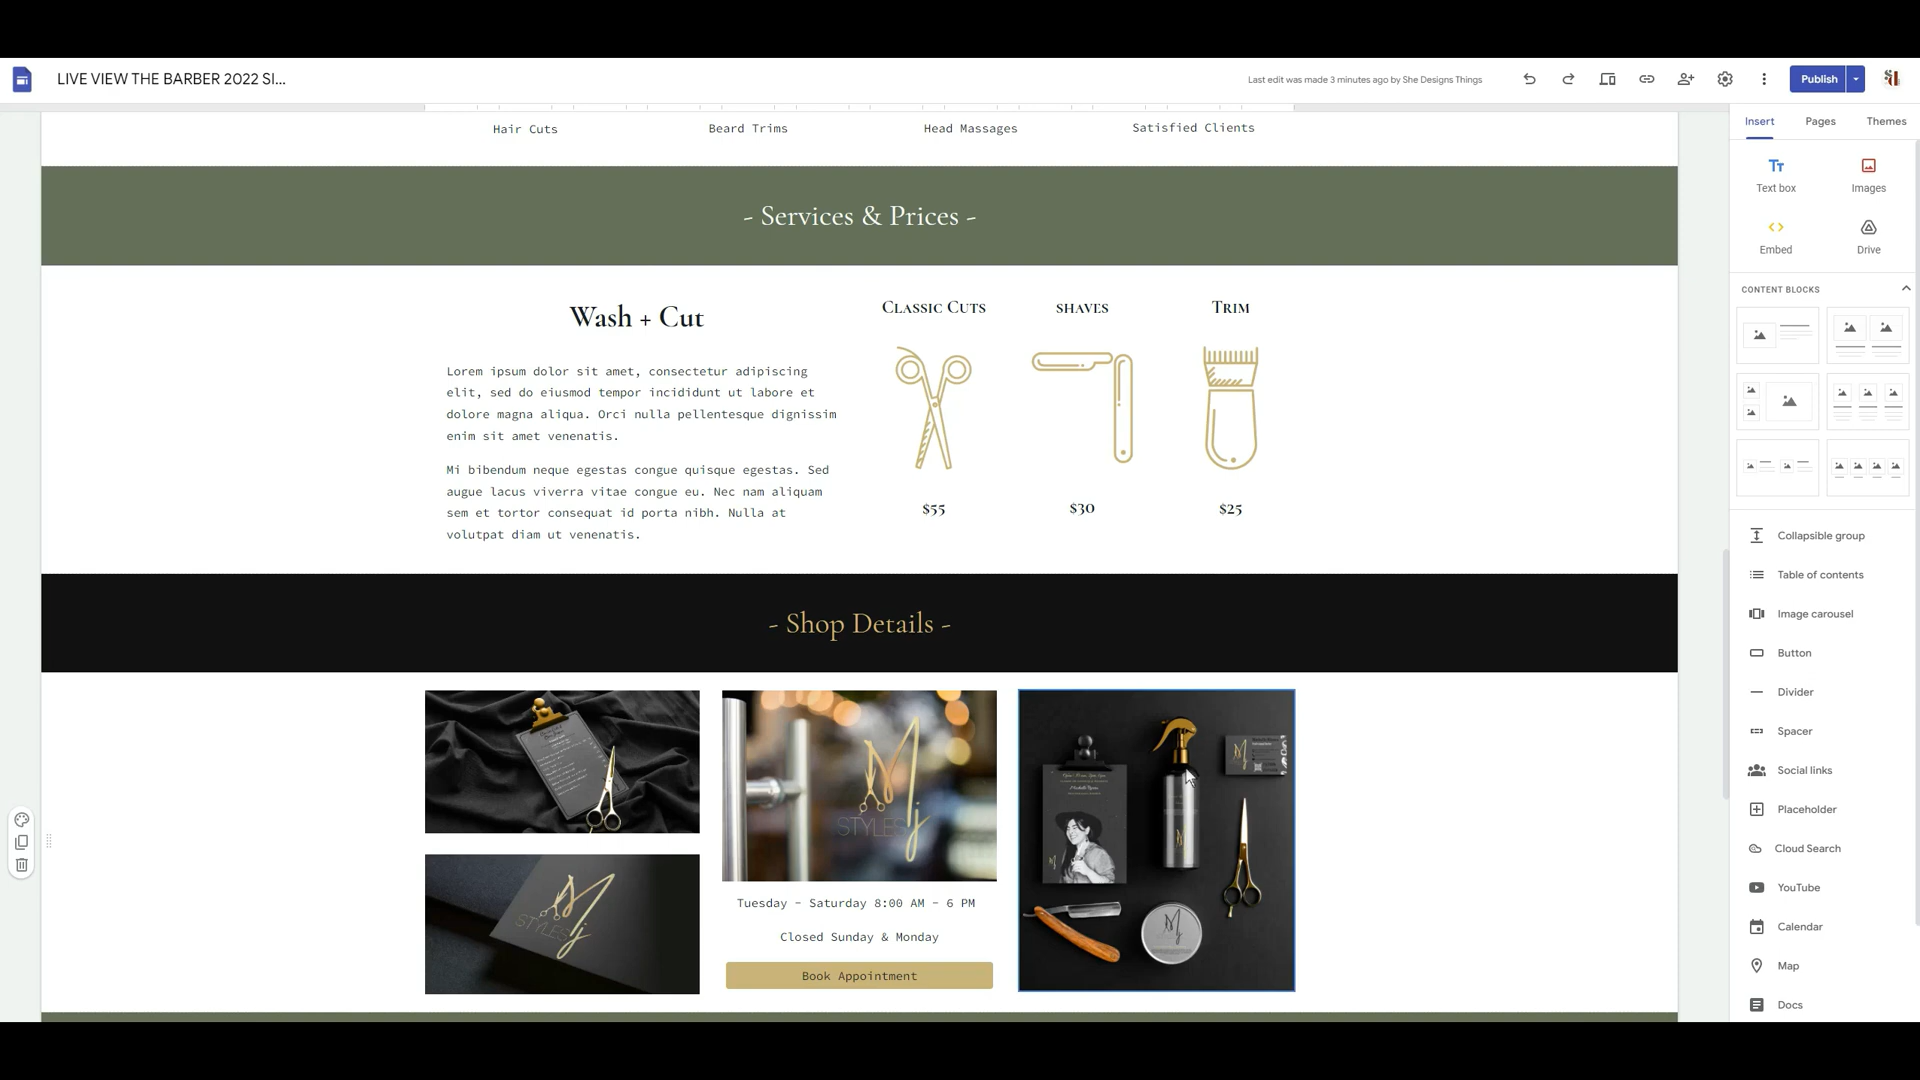 LIVE VIEW THE BARBER 2022 SI...
Last edit was made 3 minutes ago by She Designs Things
Publish
Insert
Pages
Themes
Hair Cuts
Beard Trims
Head Massages
Satisfied Clients
Text box
Images
Embed
Drive
- Services & Prices -
CONTENT BLOCKS
Wash + Cut
Classic Cuts
shaves
Trim
Lorem ipsum dolor sit amet, consectetur adipiscing
elit, sed do eiusmod tempor incididunt ut labore et
dolore magna aliqua. Orci nulla pellentesque dignissim
enim sit amet venenatis.
Mi bibendum neque egestas congue quisque egestas. Sed
augue lacus viverra vitae congue eu. Nec nam aliquam
sem et tortor consequat id porta nibh. Nulla at
volutpat diam ut venenatis.
$55
$30
$25
Collapsible group
Table of contents
Image carousel
Button
Divider
Spacer
Social links
Placeholder
Cloud Search
YouTube
Calendar
Map
Docs
- Shop Details -
STYLES
Mj
STYLES
Mj
Tuesday - Saturday 8:00 AM - 6 PM
Closed Sunday & Monday
Book Appointment